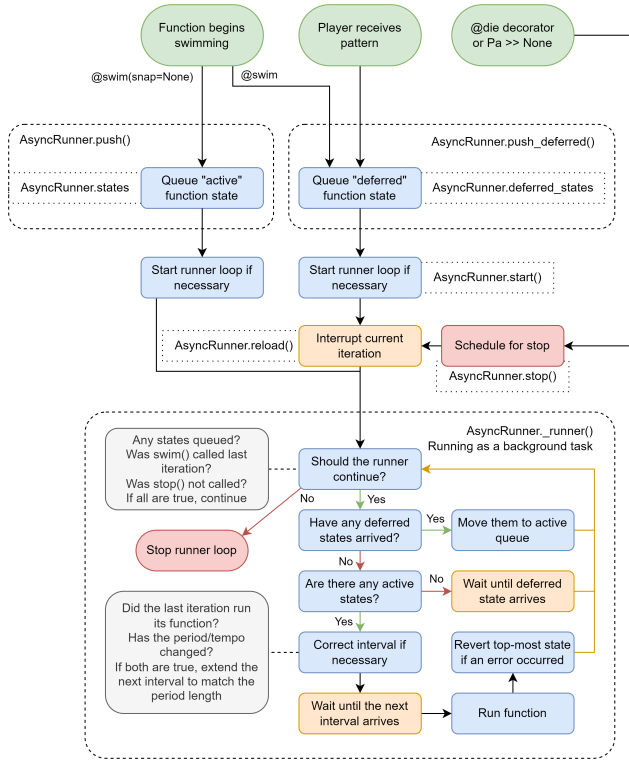 Function begins
swimming
Player receives
pattern
@die decorator
or Pa >> None
@swim(snap=None)
@swim
AsyncRunner.push()
AsyncRunner.push_deferred()
AsyncRunner.states
Queue "active"
function state
Queue "deferred"
function state
AsyncRunner.deferred_states
Start runner loop if
necessary
Start runner loop if
necessary
AsyncRunner.start()
AsyncRunner.reload()
Interrupt current
iteration
Schedule for stop
AsyncRunner.stop()
AsyncRunner._runner()
Running as a background task
Any states queued?
Was swim() called last
iteration?
Was stop() not called?
If all are true, continue
Should the runner
continue?
No
Yes
Stop runner loop
Have any deferred
states arrived?
Yes
Move them to active
queue
No
Are there any active
states?
No
Wait until deferred
state arrives
Yes
Did the last iteration run
its function?
Has the period/tempo
changed?
If both are true, extend the
next interval to match the
period length
Correct interval if
necessary
Revert top-most state
if an error occurred
Wait until the next
interval arrives
Run function